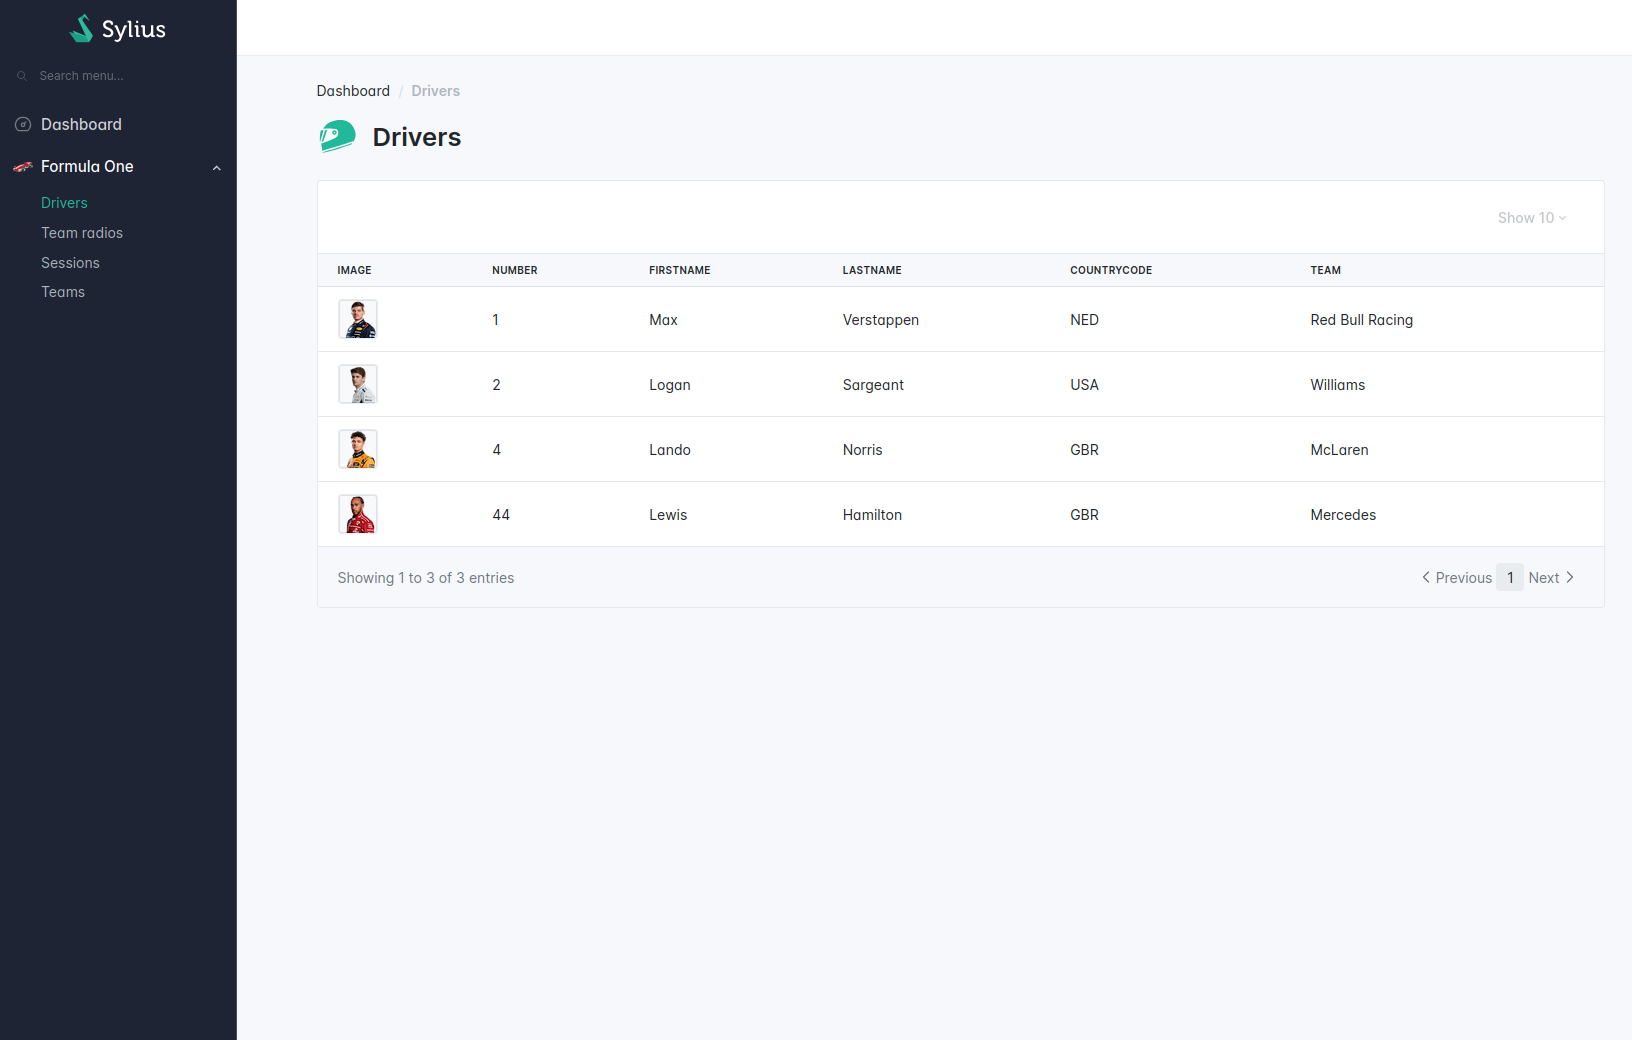 Sylius
Search menu...
Dashboard
Formula One
Drivers
Team radios
Sessions
Teams
Dashboard / Drivers
Drivers
Show 10
IMAGE NUMBER FIRSTNAME LASTNAME COUNTRYCODE TEAM
1 Max Verstappen NED Red Bull Racing
2 Logan Sargeant USA Williams
4 Lando Norris GBR McLaren
44 Lewis Hamilton GBR Mercedes
Showing 1 to 3 of 3 entries
Previous 1 Next